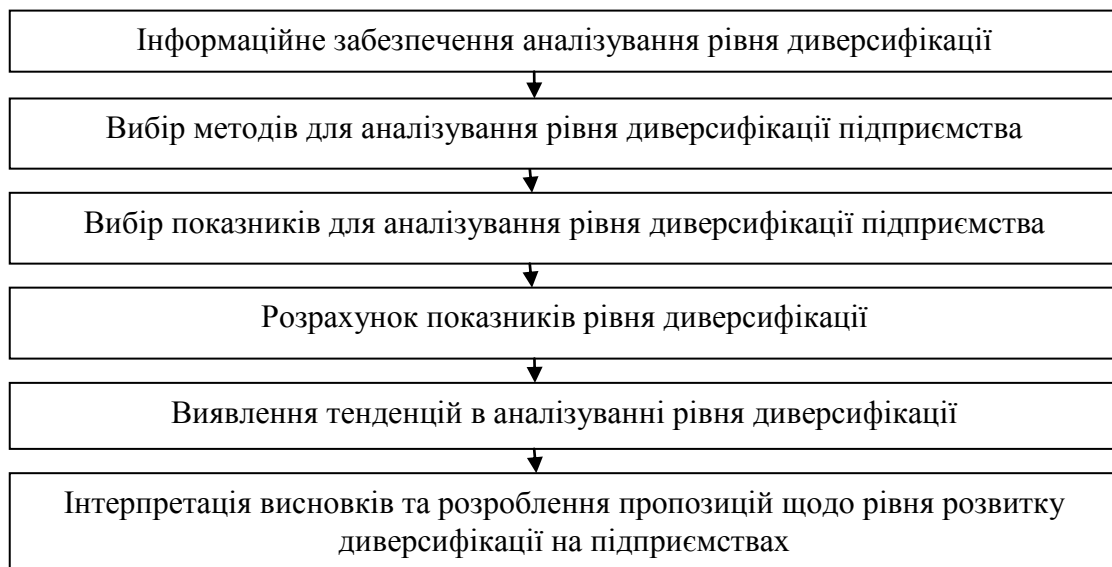 Інформаційне забезпечення аналізування рівня диверсифікації
Вибір методів для аналізування рівня диверсифікації підприємства
Вибір показників для аналізування рівня диверсифікації підприємства
Розрахунок показників рівня диверсифікації
Виявлення тенденцій в аналізуванні рівня диверсифікації
Інтерпретація висновків та розроблення пропозицій щодо рівня розвитку
диверсифікації на підприємствах